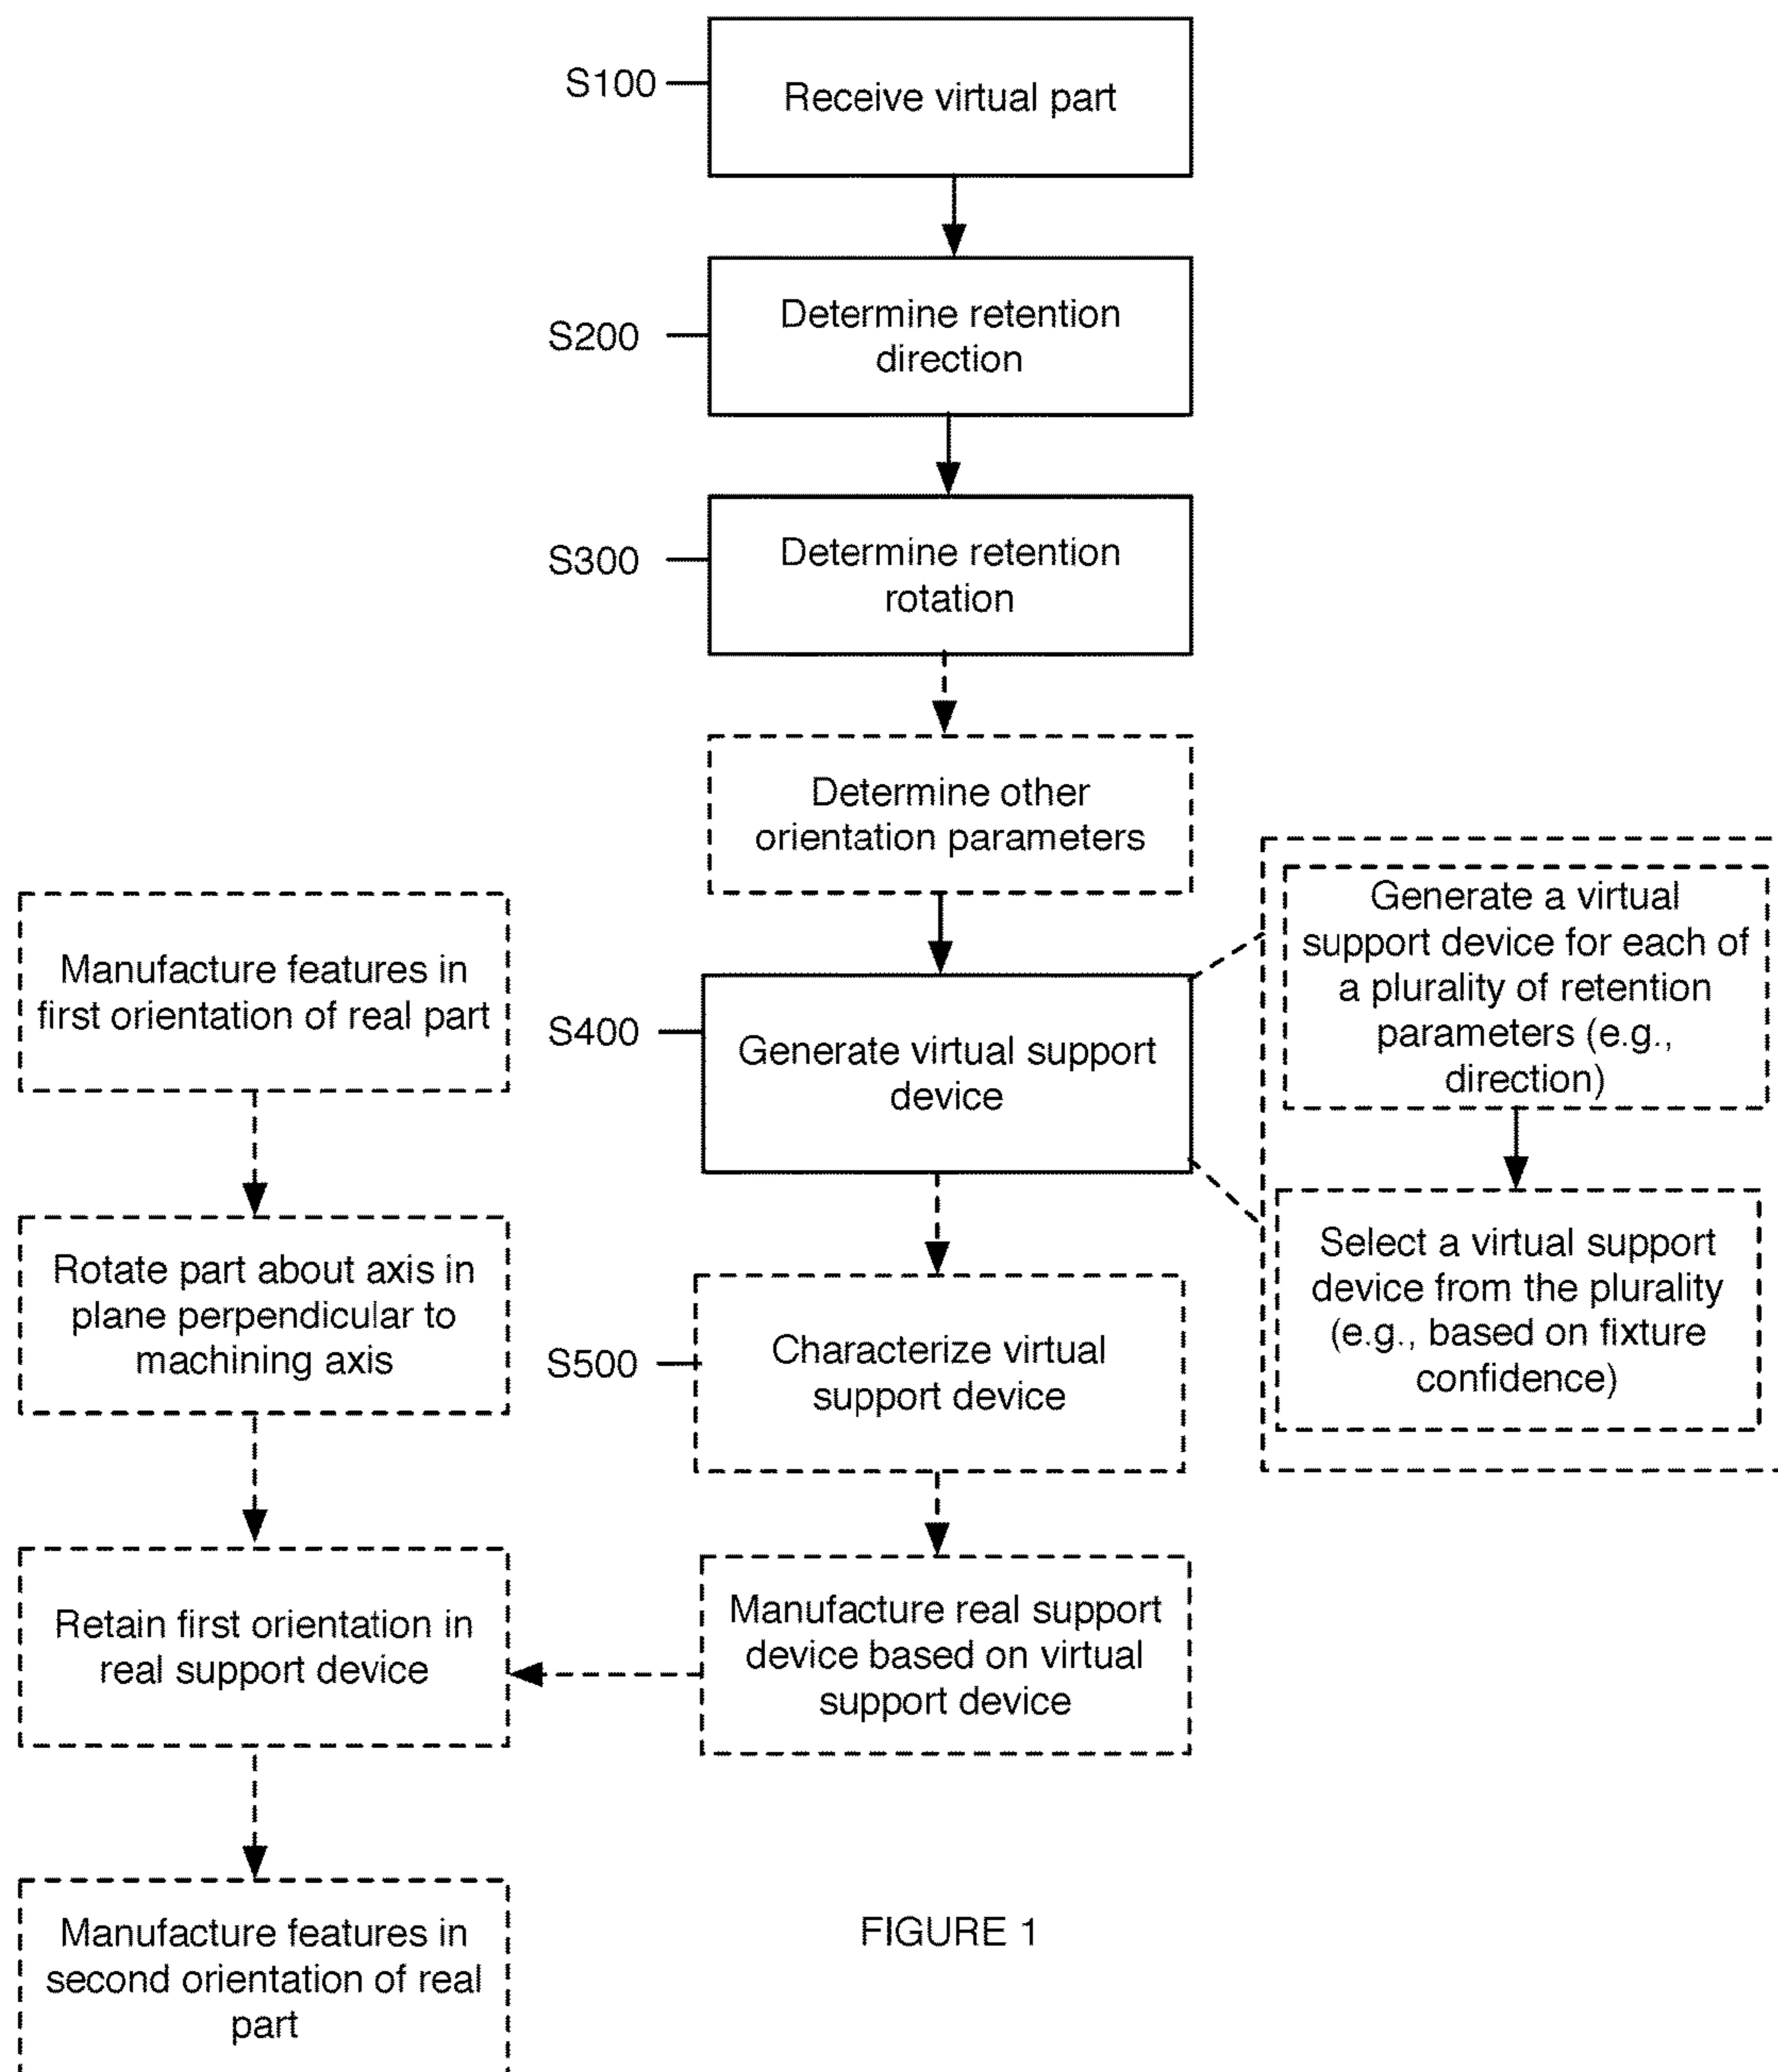 S100
Receive virtual part
S200
Determine retention
direction
S300
Determine retention
rotation
Determine other
orientation parameters
S400
Generate virtual support
device
Generate a virtual
support device for each of
a plurality of retention
parameters (e.g.,
direction)
Select a virtual support
device from the plurality
(e.g., based on fixture
confidence)
S500
Characterize virtual
support device
Manufacture real support
device based on virtual
support device
Manufacture features in
first orientation of real part
Rotate part about axis in
plane perpendicular to
machining axis
Retain first orientation in
real support device
Manufacture features in
second orientation of real
part
FIGURE 1